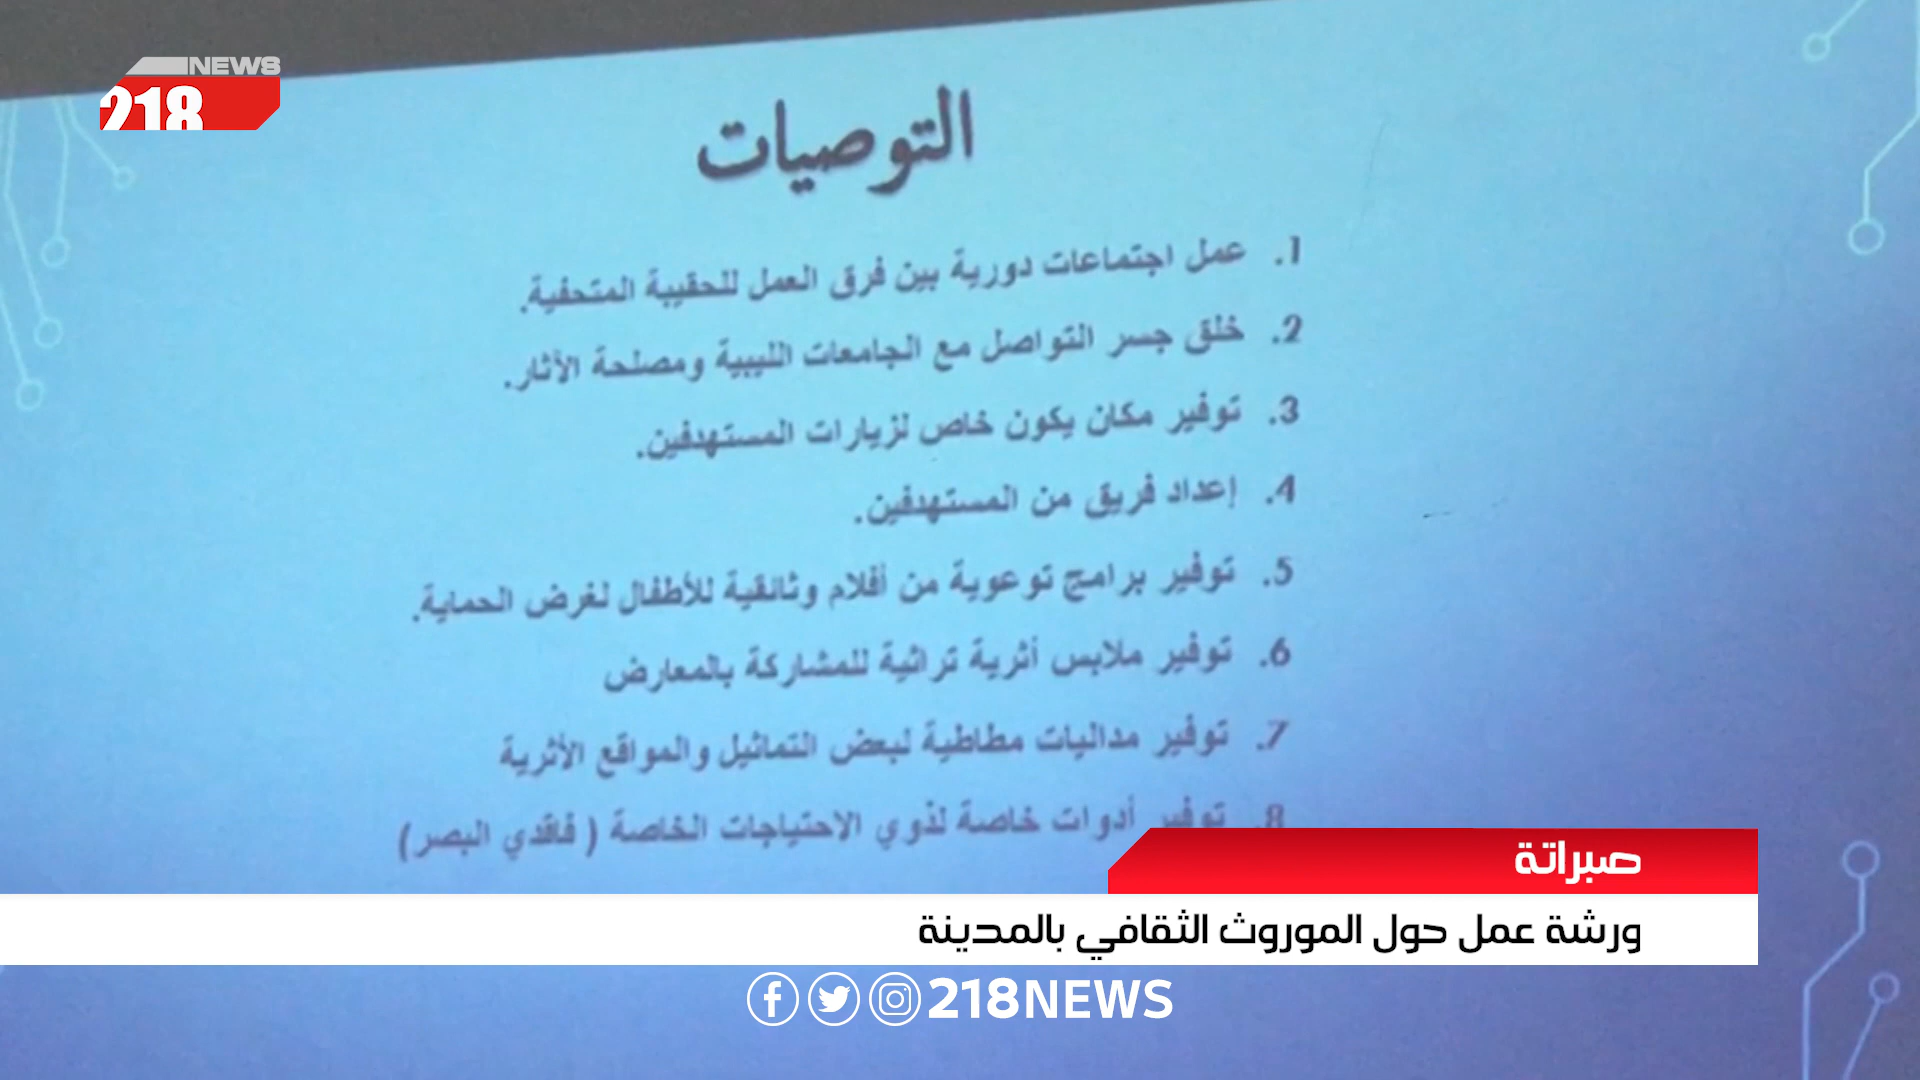 NEWS
218
التوصيات
1. عمل اجتماعات دورية بين فرق العمل للحقيبة المتحفية.
2. خلق جسر التواصل مع الجامعات الليبية ومصلحة الأثار.
3. توفير مكان يكون خاص لزيارات المستهدفين.
4. إعداد فريق من المستهدفين.
5. توفير برامج توعوية من أفلام وثائقية للأطفال لغرض الحماية.
6. توفير ملابس أثرية تراثية للمشاركة بالمعارض
7. توفير مداليات مطاطية لبعض التماثيل والمواقع الأثرية
8. توفير أدوات خاصة لذوي الاحتياجات الخاصة ( فاقدي البصر)
صبراتة
ورشة عمل حول الموروث الثقافي بالمدينة
218NEWS